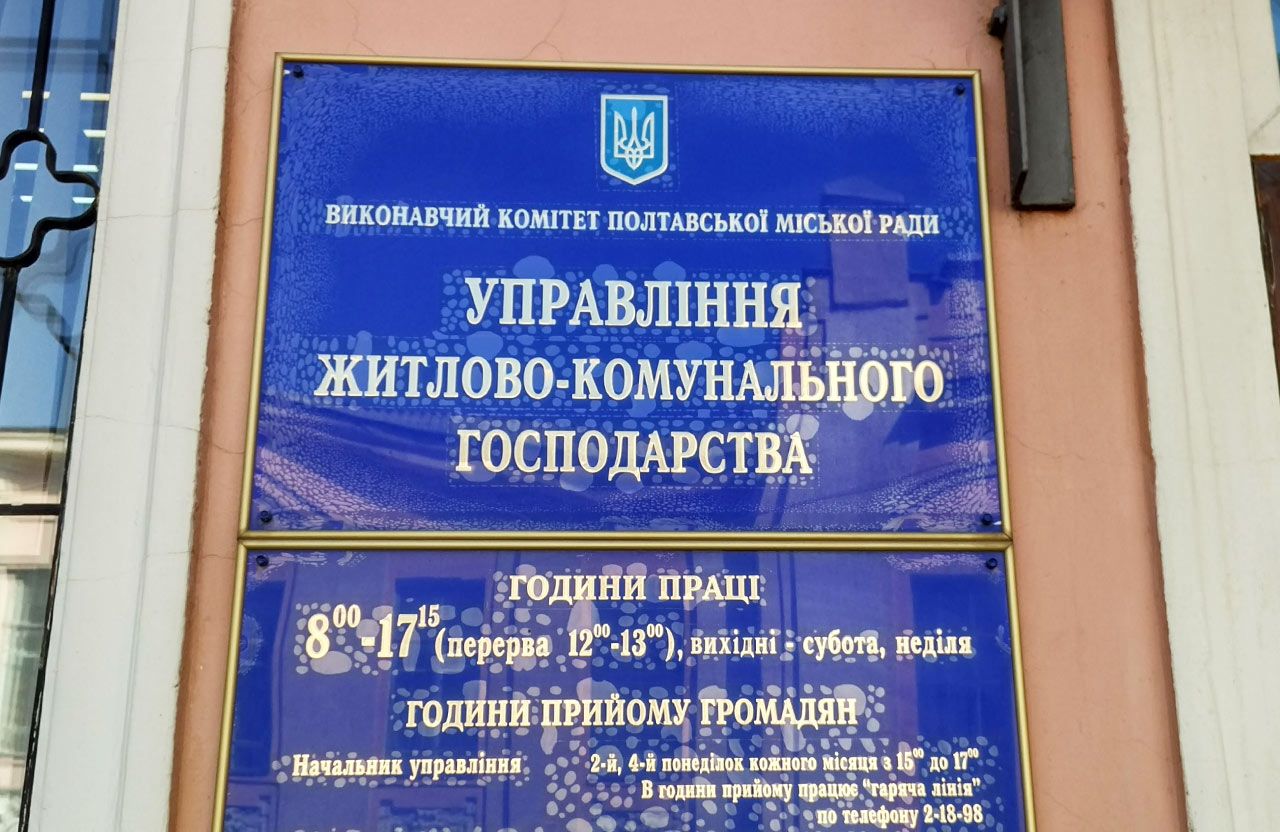 ВИКОНАВЧИЙ КОМІТЕТ ПОЛТАВСЬКОЇ МІСЬКОЇ РАДИ
УПРАВЛІННЯ
ЖИТЛОВО-КОМУНАЛЬНОГО
ГОСПОДАРСТВА
ГОДИНИ ПРАЦІ
8⁰⁰-17¹⁵ (перерва 12⁰⁰-13⁰⁰), вихідні - субота, неділя
ГОДИНИ ПРИЙОМУ ГРОМАДЯН
Начальник управління 2-й, 4-й понеділок кожного місяця з 15⁰⁰ до 17⁰⁰
В години прийому працює "гаряча лінія"
по телефону 2-18-98